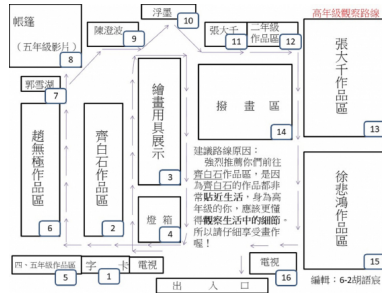 高年級觀察路線
帳篷
（五年級影片）
8
陳澄波
9
浮墨
10
張大千
11
二年級
作品區
12
張大千作品區
13
郭雪湖
7
趙無極作品區
6
齊白石作品區
2
繪畫用具展示
3
燈箱
4
撥畫區
14
建議路線原因：
強烈推薦你們前往
齊白石作品區，是因
為齊白石的作品都非
常貼近生活，身為高
年級的你，應該更懂
得觀察生活中的細節，
所以請仔細享受畫作
喔！
徐悲鴻作品區
15
四、五年級作品區
5
字卡
1
電視
電視
16
出入口
編輯：6-2胡語宸